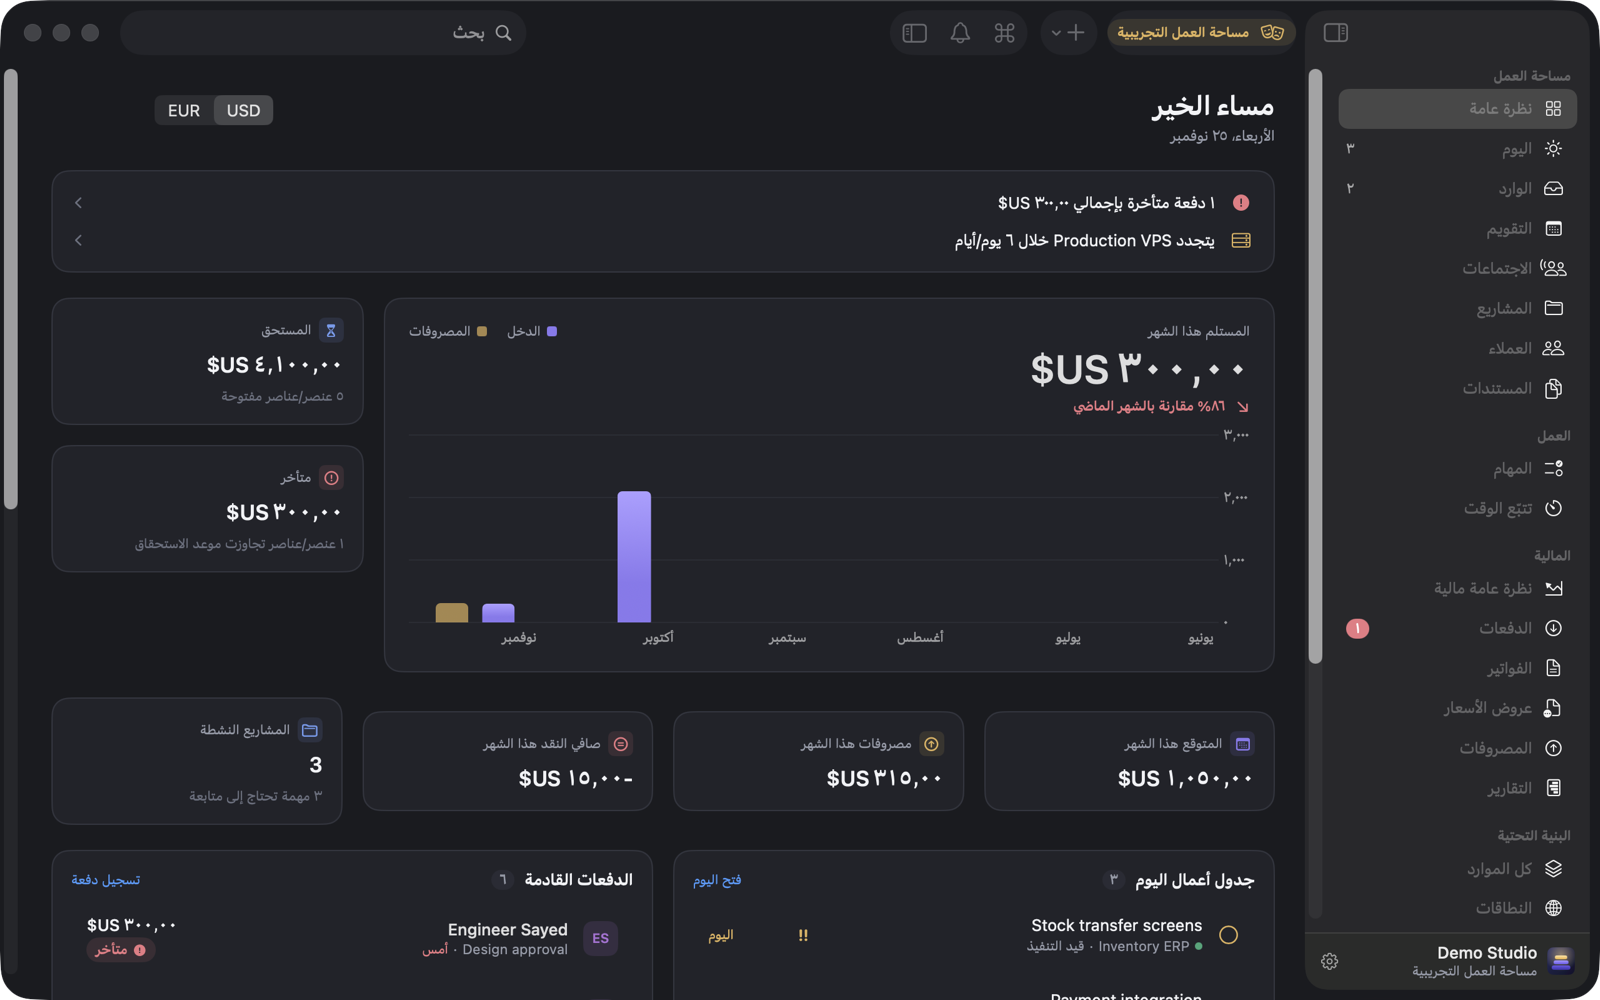 مساحة العمل التجريبية
بحث
مساحة العمل
نظرة عامة
اليوم ٣
الوارد ٢
التقويم
الاجتماعات
المشاريع
العملاء
المستندات
العمل
المهام
تتبّع الوقت
المالية
نظرة عامة مالية
الدفعات ١
الفواتير
عروض الأسعار
المصروفات
التقارير
البنية التحتية
كل الموارد
النطاقات
Demo Studio
مساحة العمل التجريبية
مساء الخير
الأربعاء، ٢٥ نوفمبر
EUR USD
١ دفعة متأخرة بإجمالي ٣٠٠,٠٠ US$
يتجدد Production VPS خلال ٦ يوم/أيام
المستلم هذا الشهر
الدخل المصروفات
٣٠٠,٠٠ US$
٨٦% مقارنة بالشهر الماضي
٣,٠٠٠
٢,٠٠٠
١,٠٠٠
٠
يونيو يوليو أغسطس سبتمبر أكتوبر نوفمبر
المستحق
٤,١٠٠,٠٠ US$
٥ عنصر/عناصر مفتوحة
متأخر
٣٠٠,٠٠ US$
١ عنصر/عناصر تجاوزت موعد الاستحقاق
المتوقع هذا الشهر
١,٠٥٠,٠٠ US$
مصروفات هذا الشهر
٣١٥,٠٠ US$
صافي النقد هذا الشهر
-١٥,٠٠ US$
المشاريع النشطة
3
٣ مهمة تحتاج إلى متابعة
جدول أعمال اليوم ٣
فتح اليوم
Stock transfer screens
Inventory ERP · قيد التنفيذ
!!
اليوم
Payment integration
الدفعات القادمة ٦
تسجيل دفعة
ES
Engineer Sayed
Design approval · أمس
٣٠٠,٠٠ US$
متأخر